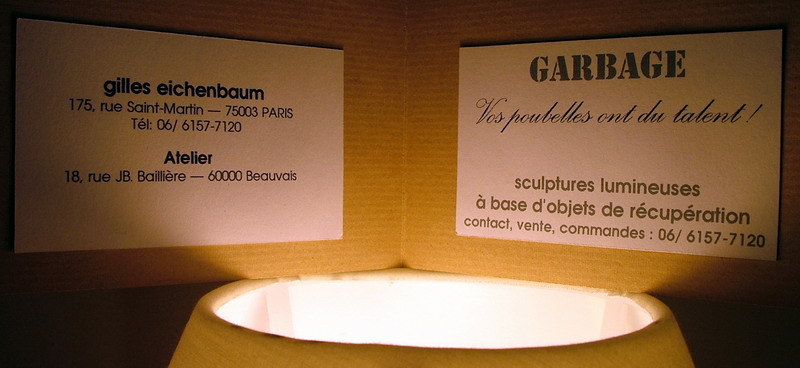 gilles eichenbaum
175, rue Saint-Martin — 75003 PARIS
Tél: 06/ 6157-7120
Atelier
18, rue JB. Baillière — 60000 Beauvais
GARBAGE
Vos poubelles ont du talent !
sculptures lumineuses
à base d'objets de récupération
contact, vente, commandes : 06/ 6157-7120